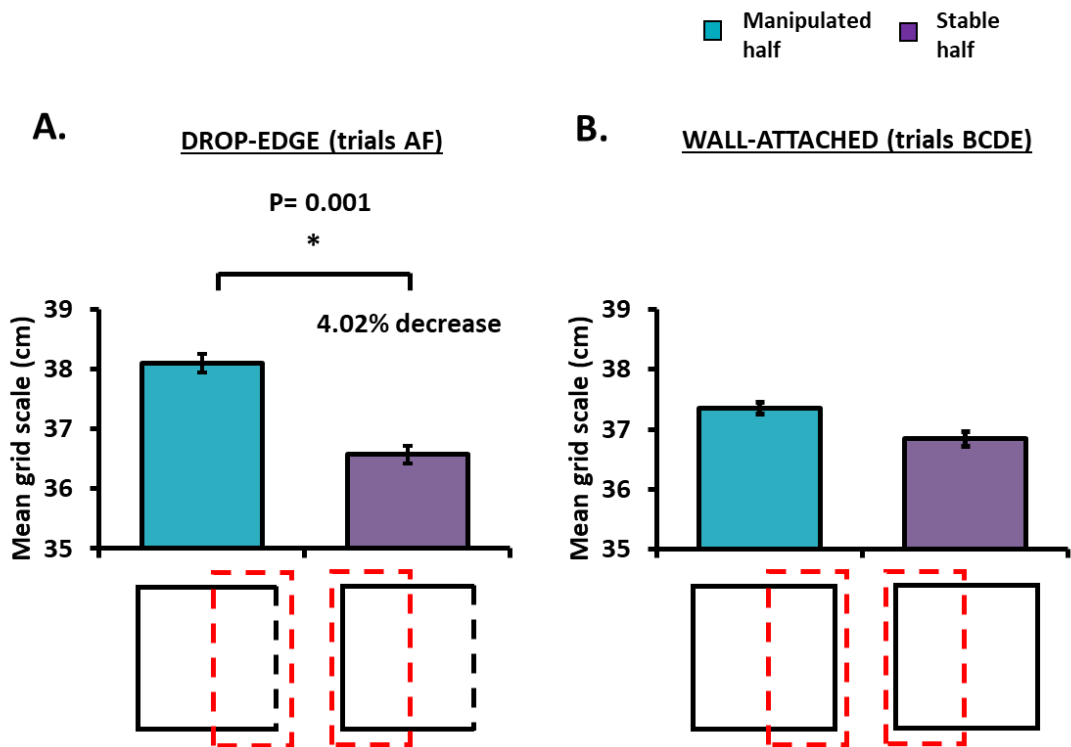 Manipulated half
Stable half
A.
DROP-EDGE (trials AF)
P= 0.001
*
4.02% decrease
Mean grid scale (cm)
39
38
37
36
35
B.
WALL-ATTACHED (trials BCDE)
Mean grid scale (cm)
39
38
37
36
35